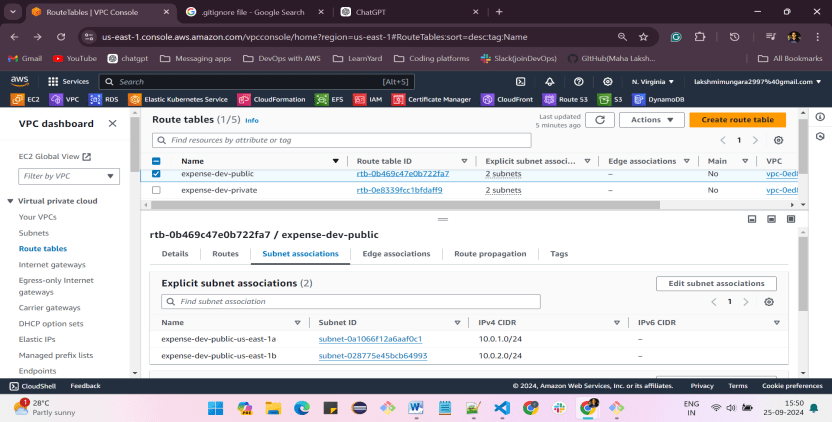 RouteTables | VPC Console
.gitignore file - Google Search
ChatGPT
us-east-1.console.aws.amazon.com/vpcconsole/home?region=us-east-1#RouteTables:sort=desc:tag:Name
Gmail YouTube chatgpt Messaging apps DevOps with AWS LearnYard Coding platforms Slack(joinDevOps) GitHub(Maha Laksh... All Bookmarks
aws Services Search [Alt+S] N. Virginia lakshmimungara2997%40gmail.com
EC2 VPC RDS Elastic Kubernetes Service CloudFormation EFS IAM Certificate Manager CloudFront Route 53 S3 DynamoDB
VPC dashboard
EC2 Global View
Filter by VPC
Virtual private cloud
Your VPCs
Subnets
Route tables
Internet gateways
Egress-only Internet
gateways
Carrier gateways
DHCP option sets
Elastic IPs
Managed prefix lists
Endpoints
Route tables (1/5) Info
Last updated
5 minutes ago
Actions
Create route table
Find resources by attribute or tag
1
Name Route table ID Explicit subnet associ... Edge associations Main VPC
expense-dev-public rtb-0b469c47e0b722fa7 2 subnets – No vpc-0ed8
expense-dev-private rtb-0e8339fcc1bfdaff9 2 subnets – No vpc-0ed8
rtb-0b469c47e0b722fa7 / expense-dev-public
Details Routes Subnet associations Edge associations Route propagation Tags
Explicit subnet associations (2)
Edit subnet associations
Find subnet association
1
Name Subnet ID IPv4 CIDR IPv6 CIDR
expense-dev-public-us-east-1a subnet-0a1066f12a6aaf0c1 10.0.1.0/24 –
expense-dev-public-us-east-1b subnet-028775e45bcb64993 10.0.2.0/24 –
CloudShell Feedback © 2024, Amazon Web Services, Inc. or its affiliates. Privacy Terms Cookie preferences
1
28°C
Partly sunny
ENG
IN
15:50
25-09-2024